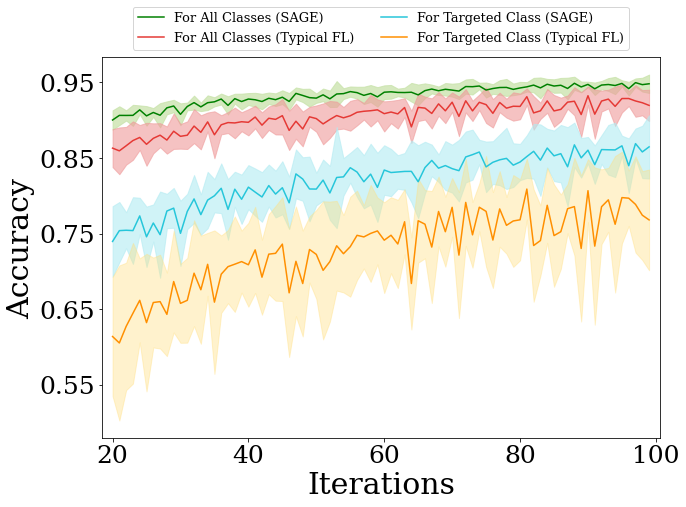 For All Classes (SAGE)
For All Classes (Typical FL)
For Targeted Class (SAGE)
For Targeted Class (Typical FL)
Accuracy
0.95
0.85
0.75
0.65
0.55
20 40 60 80 100
Iterations